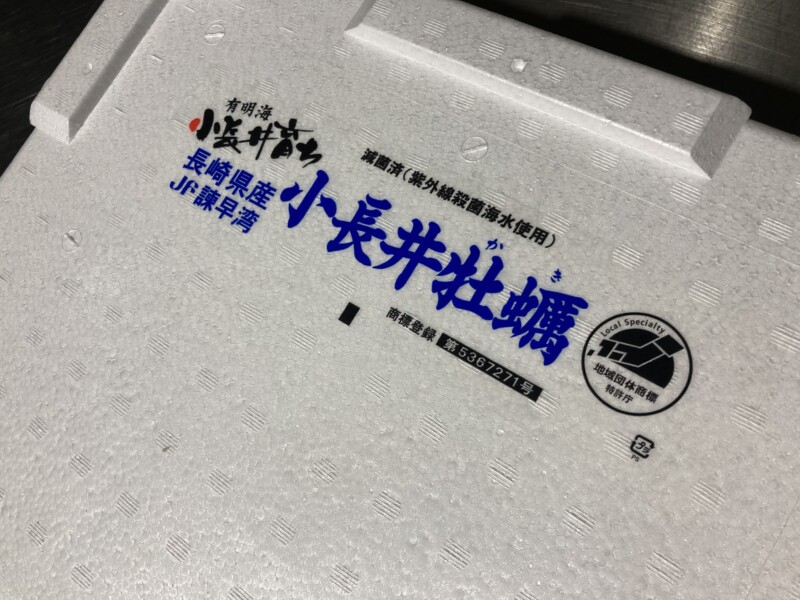 有明海
小長井育ち
長崎県産
JF諫早湾
減菌済(紫外線殺菌海水使用)
かき
小長井牡蠣
商標登録 第5367271号
Local Specialty
地域団体商標
特許庁
プラ
PS